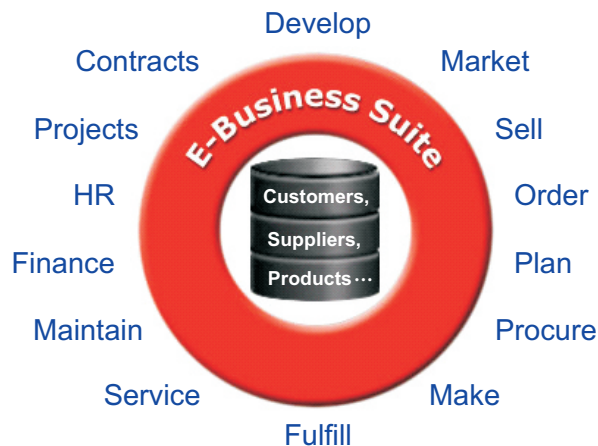 Develop
Contracts
Market
E-Business Suite
Projects
Sell
HR
Customers,
Order
Suppliers,
Finance
Products...
Plan
Maintain
Procure
Service
Make
Fulfill